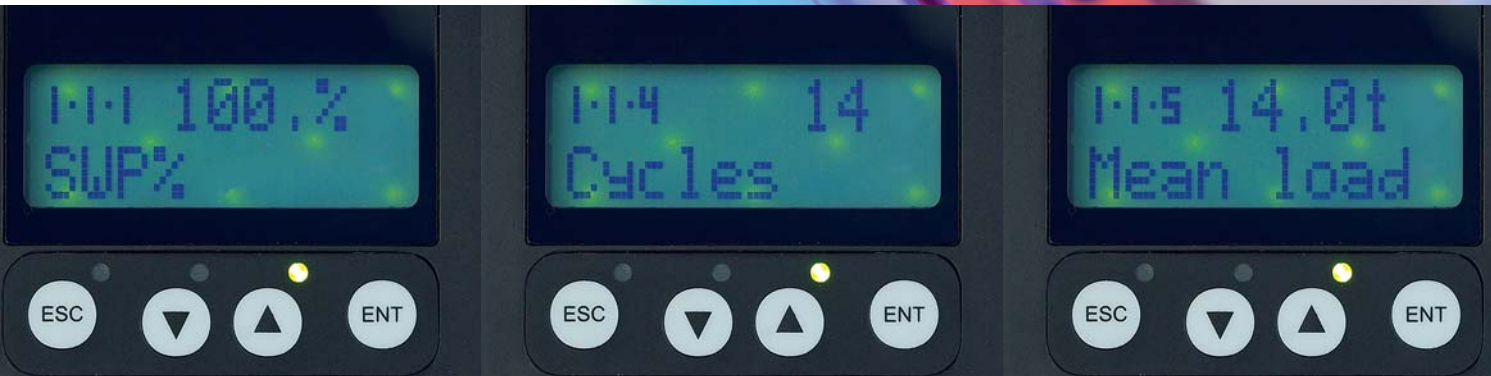 1·1·1 100.%
SWP%
ESC ▼ ▲ ENT
1·1·4 14
Cycles
ESC ▼ ▲ ENT
1·1·5 14.0t
Mean load
ESC ▼ ▲ ENT